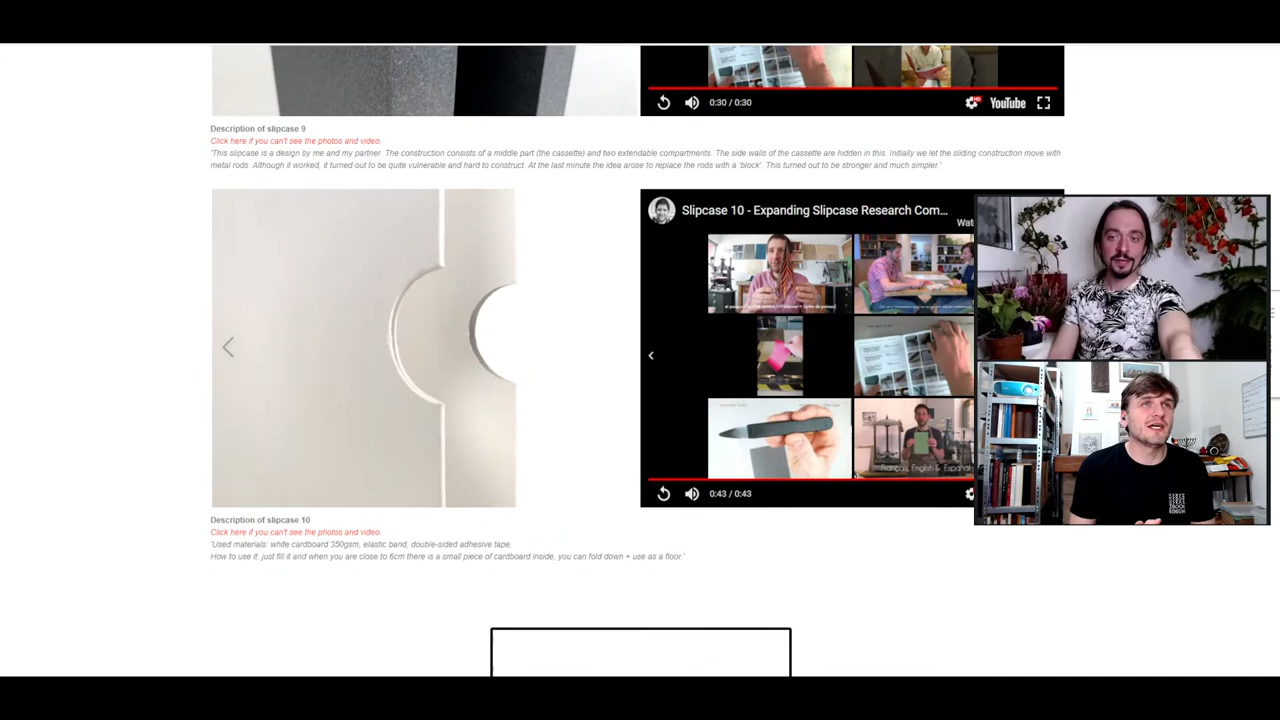 0:30 / 0:30
HD
YouTube
Description of slipcase 9
Click here if you can't see the photos and video.
'This slipcase is a design by me and my partner. The construction consists of a middle part (the cassette) and two extendable compartments. The side walls of the cassette are hidden in this. Initially we let the sliding construction move with
metal rods. Although it worked, it turned out to be quite vulnerable and hard to construct. At the last minute the idea arose to replace the rods with a 'block'. This turned out to be stronger and much simpler.'
Slipcase 10 - Expanding Slipcase Research Com...
Wat
Français, English & Español
0:43 / 0:43
Description of slipcase 10
Click here if you can't see the photos and video.
'Used materials: white cardboard 350gsm, elastic band, double-sided adhesive tape.
How to use it: just fill it and when you are close to 6cm there is a small piece of cardboard inside, you can fold down + use as a floor.'